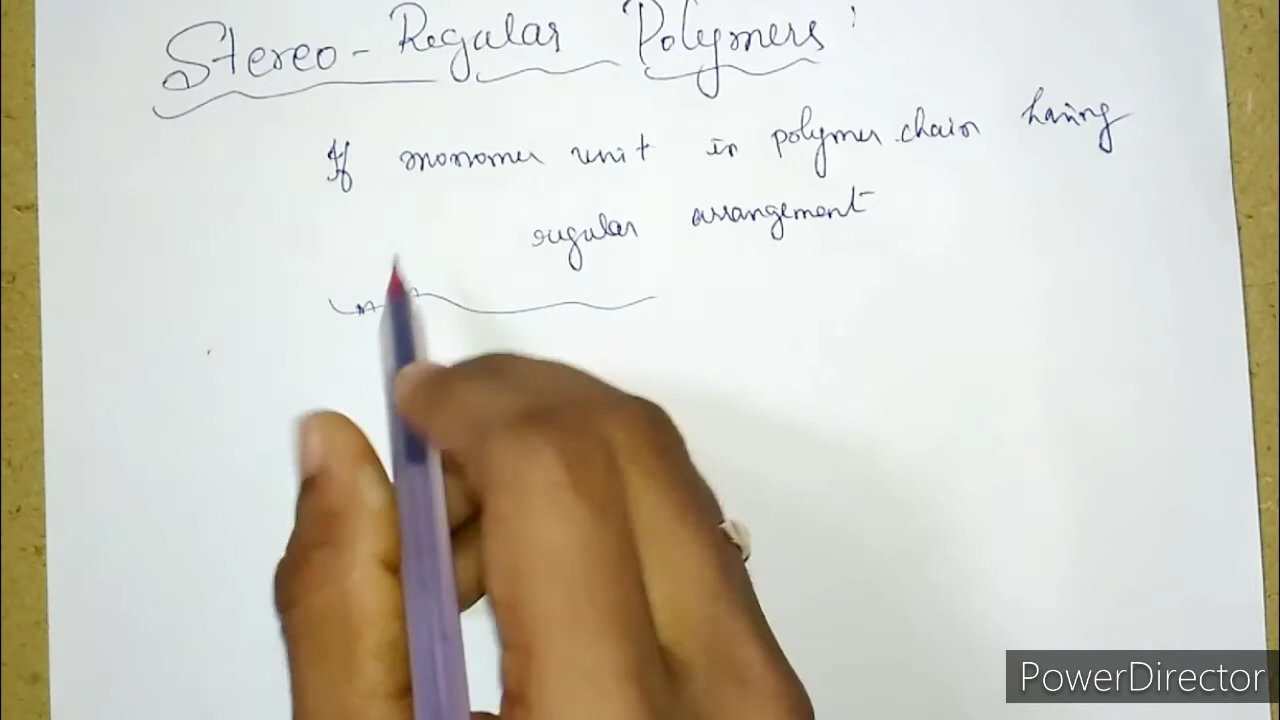 Stereo-Regular Polymers:
If monomer unit in polymer chain having
regular arrangement
PowerDirector